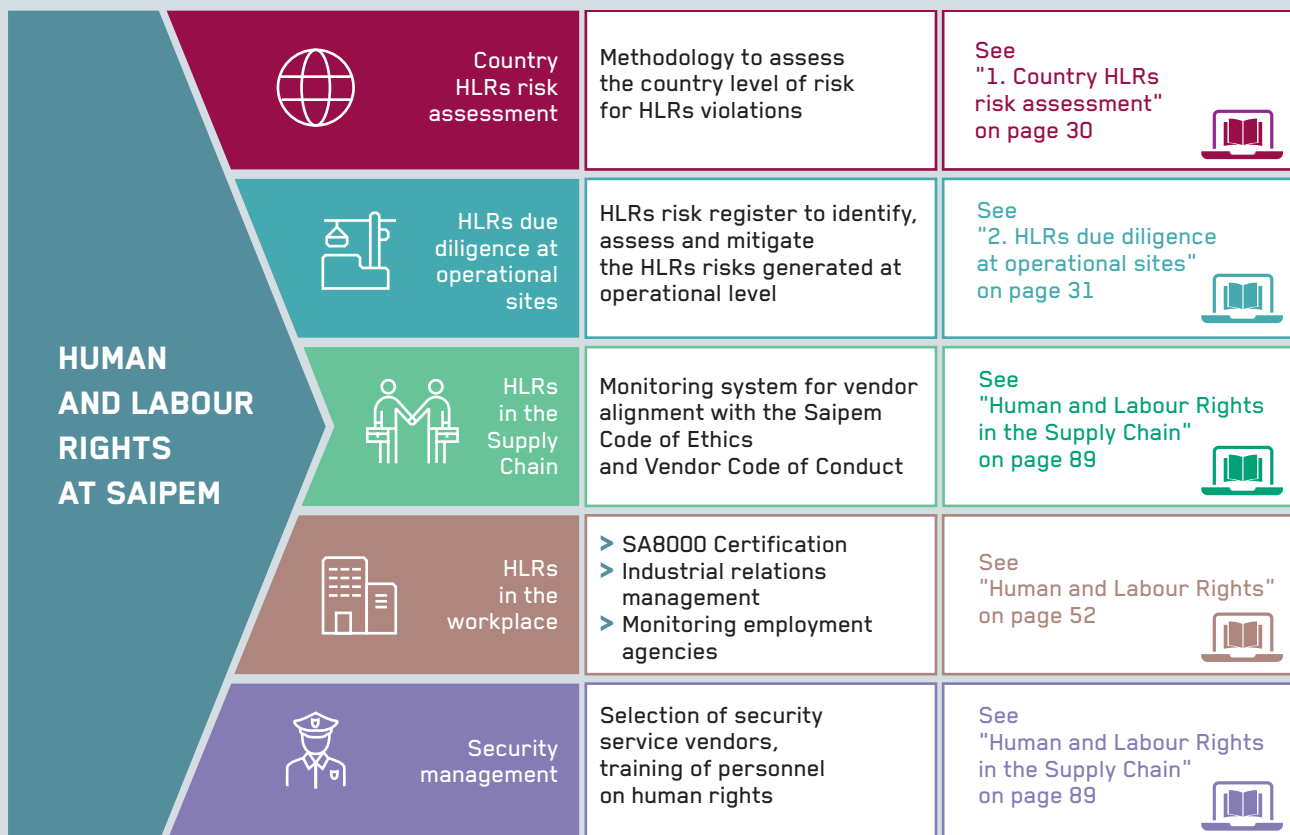 HUMAN
AND LABOUR
RIGHTS
AT SAIPEM
Country
HLRs risk
assessment
Methodology to assess
the country level of risk
for HLRs violations
See
"1. Country HLRs
risk assessment"
on page 30
HLRs due
diligence at
operational
sites
HLRs risk register to identify,
assess and mitigate
the HLRs risks generated at
operational level
See
"2. HLRs due diligence
at operational sites"
on page 31
HLRs
in the
Supply
Chain
Monitoring system for vendor
alignment with the Saipem
Code of Ethics
and Vendor Code of Conduct
See
"Human and Labour Rights
in the Supply Chain"
on page 89
HLRs
in the
workplace
> SA8000 Certification
> Industrial relations
management
> Monitoring employment
agencies
See
"Human and Labour Rights"
on page 52
Security
management
Selection of security
service vendors,
training of personnel
on human rights
See
"Human and Labour Rights
in the Supply Chain"
on page 89